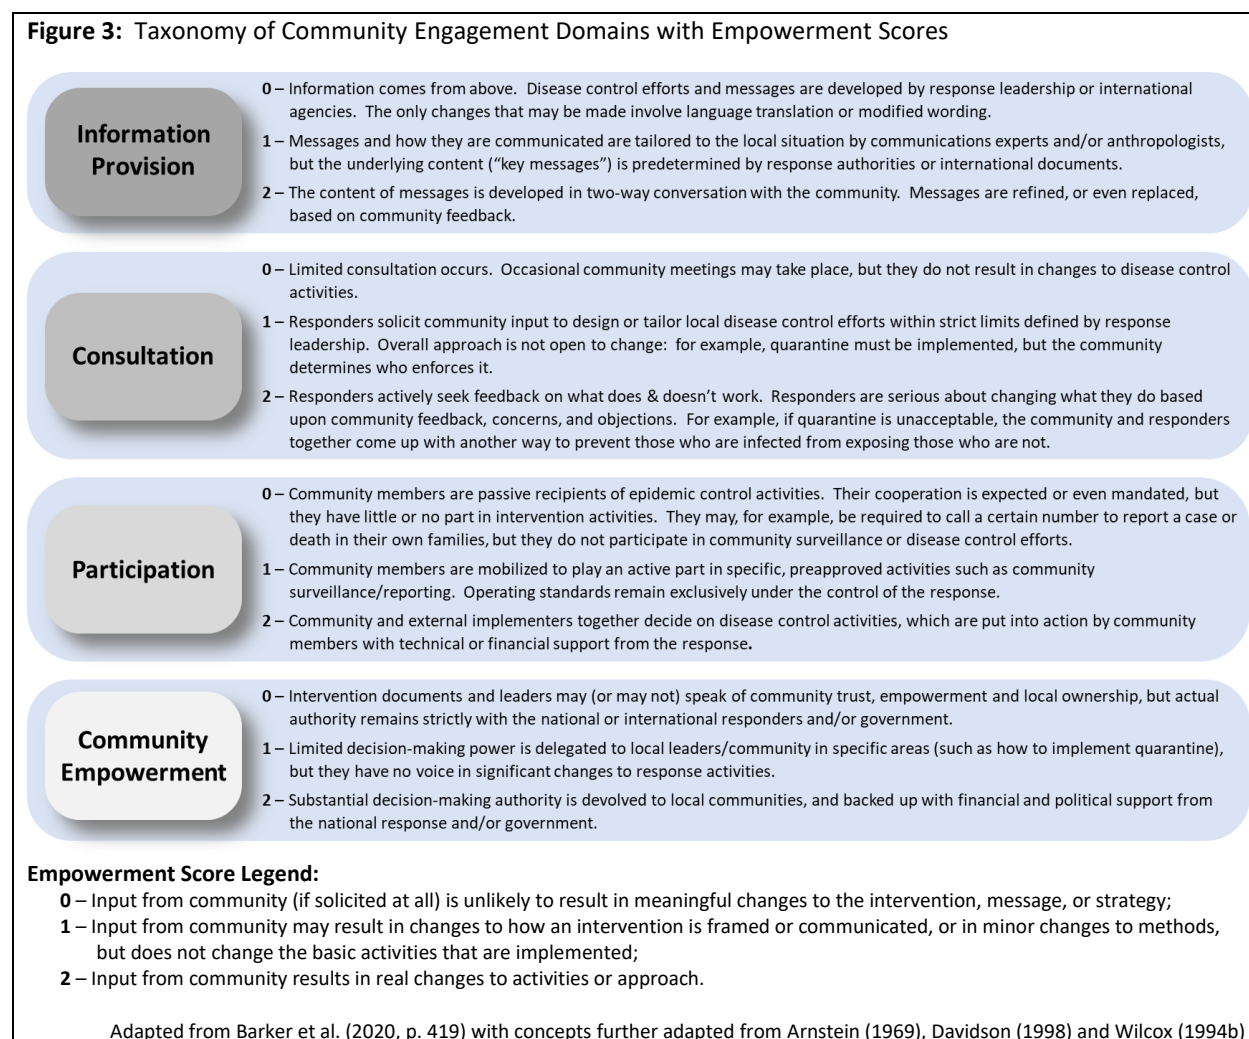 Figure 3: Taxonomy of Community Engagement Domains with Empowerment Scores
Information
Provision
0 – Information comes from above. Disease control efforts and messages are developed by response leadership or international
agencies. The only changes that may be made involve language translation or modified wording.
1 – Messages and how they are communicated are tailored to the local situation by communications experts and/or anthropologists,
but the underlying content (“key messages”) is predetermined by response authorities or international documents.
2 – The content of messages is developed in two-way conversation with the community. Messages are refined, or even replaced,
based on community feedback.
Consultation
0 – Limited consultation occurs. Occasional community meetings may take place, but they do not result in changes to disease control
activities.
1 – Responders solicit community input to design or tailor local disease control efforts within strict limits defined by response
leadership. Overall approach is not open to change: for example, quarantine must be implemented, but the community
determines who enforces it.
2 – Responders actively seek feedback on what does & doesn’t work. Responders are serious about changing what they do based
upon community feedback, concerns, and objections. For example, if quarantine is unacceptable, the community and responders
together come up with another way to prevent those who are infected from exposing those who are not.
Participation
0 – Community members are passive recipients of epidemic control activities. Their cooperation is expected or even mandated, but
they have little or no part in intervention activities. They may, for example, be required to call a certain number to report a case or
death in their own families, but they do not participate in community surveillance or disease control efforts.
1 – Community members are mobilized to play an active part in specific, preapproved activities such as community
surveillance/reporting. Operating standards remain exclusively under the control of the response.
2 – Community and external implementers together decide on disease control activities, which are put into action by community
members with technical or financial support from the response.
Community
Empowerment
0 – Intervention documents and leaders may (or may not) speak of community trust, empowerment and local ownership, but actual
authority remains strictly with the national or international responders and/or government.
1 – Limited decision-making power is delegated to local leaders/community in specific areas (such as how to implement quarantine),
but they have no voice in significant changes to response activities.
2 – Substantial decision-making authority is devolved to local communities, and backed up with financial and political support from
the national response and/or government.
Empowerment Score Legend:
0 – Input from community (if solicited at all) is unlikely to result in meaningful changes to the intervention, message, or strategy;
1 – Input from community may result in changes to how an intervention is framed or communicated, or in minor changes to methods,
but does not change the basic activities that are implemented;
2 – Input from community results in real changes to activities or approach.
Adapted from Barker et al. (2020, p. 419) with concepts further adapted from Arnstein (1969), Davidson (1998) and Wilcox (1994b)